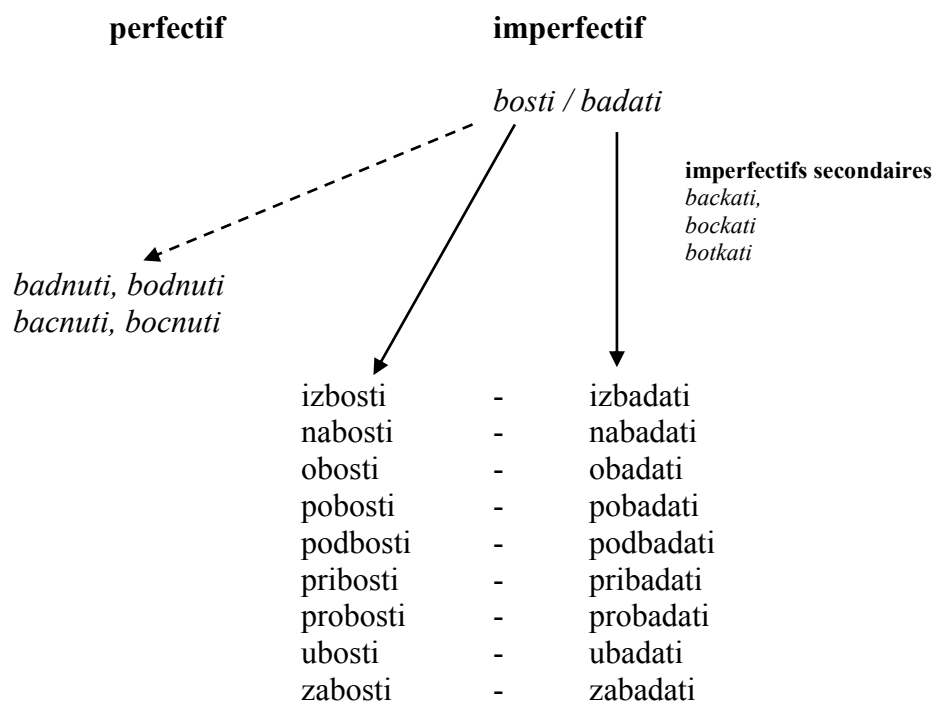 perfectif imperfectif
bosti / badati
imperfectifs secondaires
backati,
bockati
botkati
badnuti, bodnuti
bacnuti, bocnuti
izbosti - izbadati
nabosti - nabadati
obosti - obadati
pobosti - pobadati
podbosti - podbadati
pribosti - pribadati
probosti - probadati
ubosti - ubadati
zabosti - zabadati